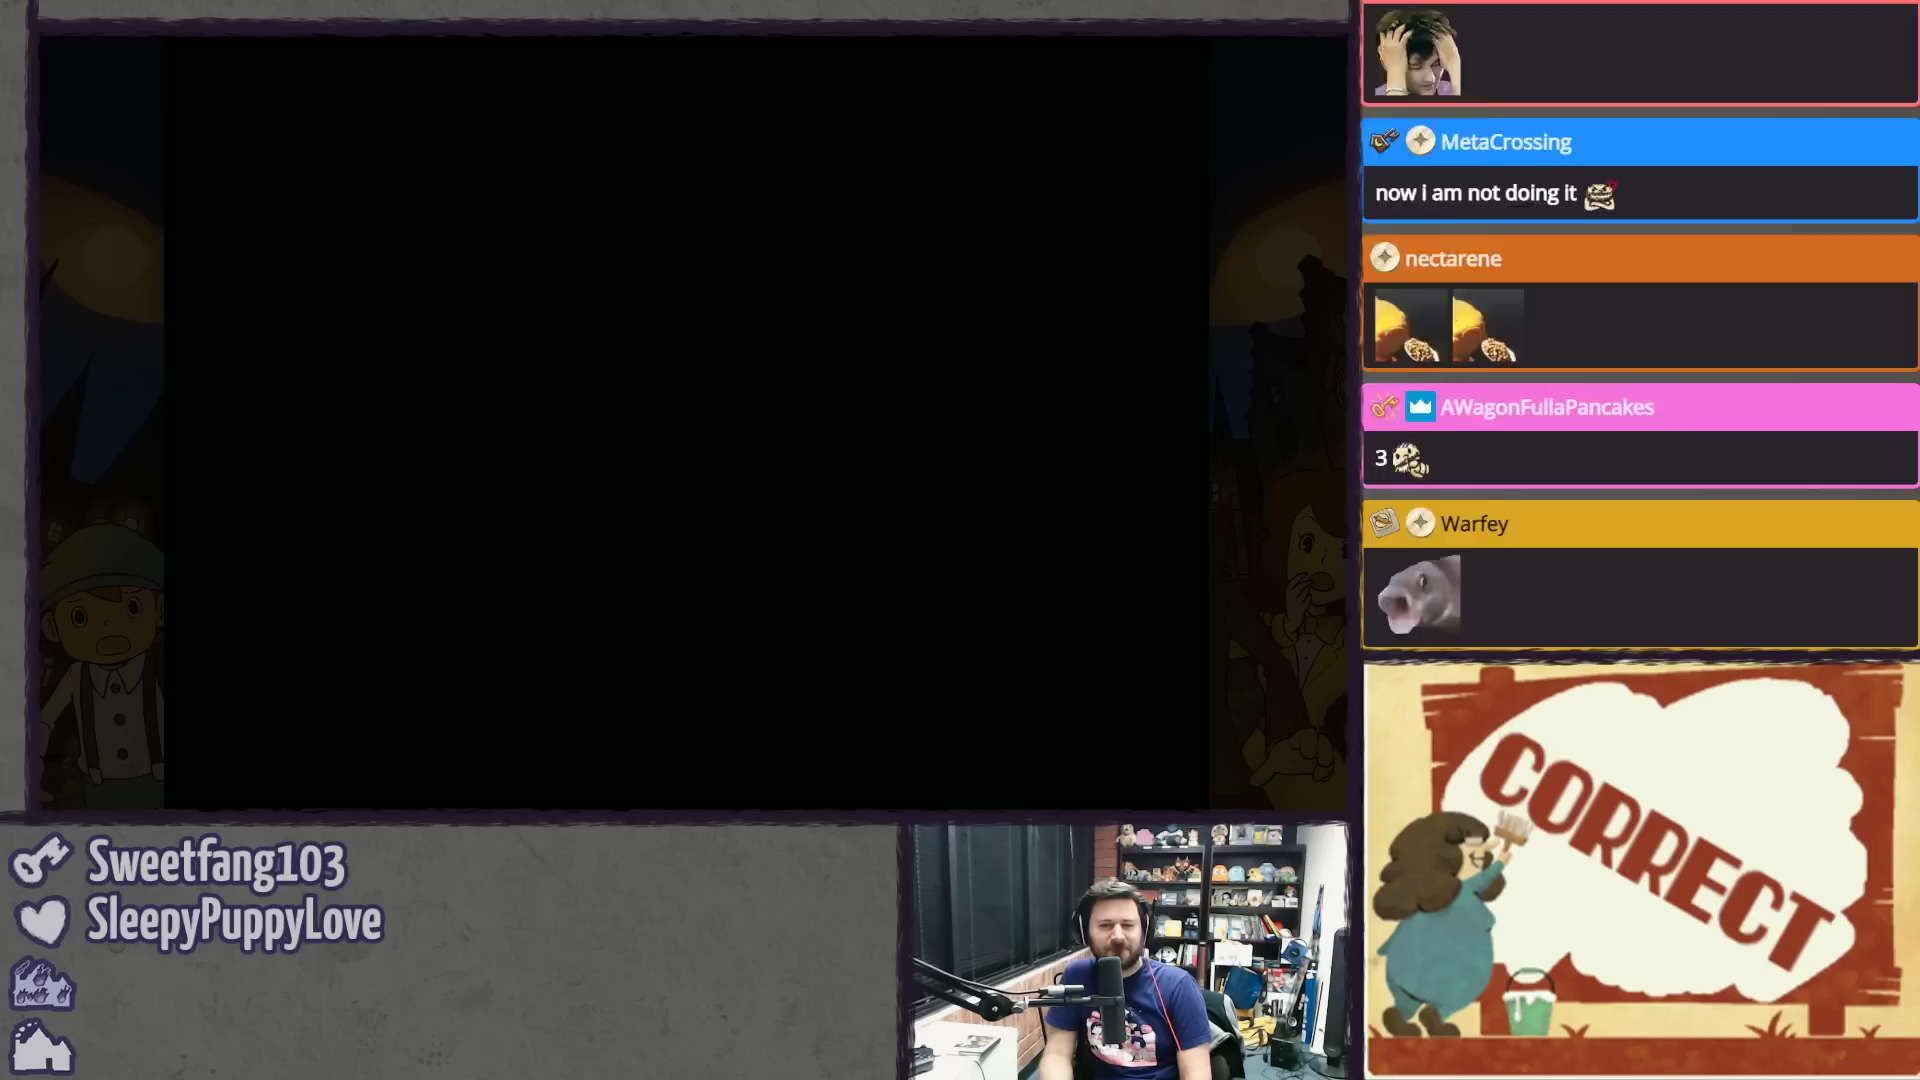 MetaCrossing
now i am not doing it
nectarene
AWagonFullaPancakes
3
Warfey
CORRECT
Sweetfang103
SleepyPuppyLove